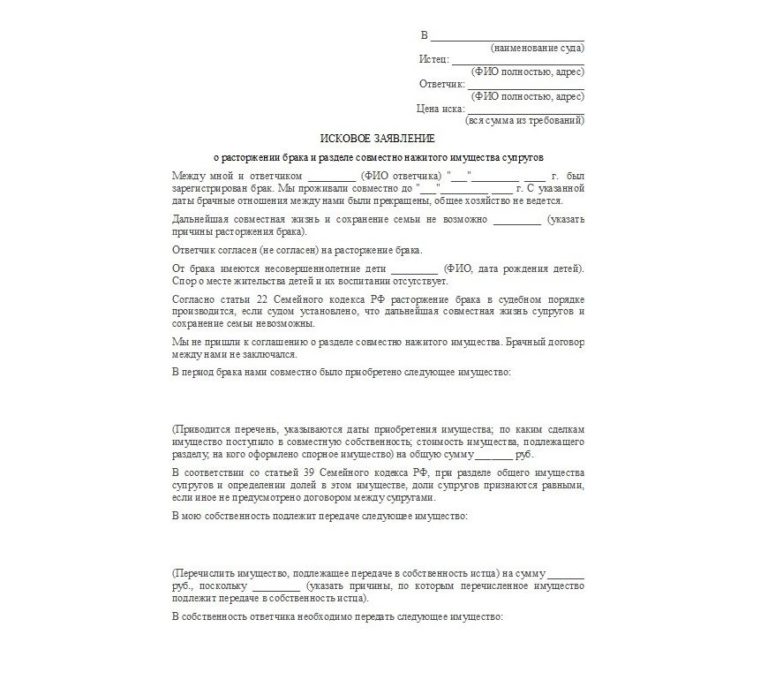 В ____________________________
(наименование суда)
Истец: ________________________
(ФИО полностью, адрес)
Ответчик: _____________________
(ФИО полностью, адрес)
Цена иска: _____________________
(вся сумма из требований)
ИСКОВОЕ ЗАЯВЛЕНИЕ
о расторжении брака и разделе совместно нажитого имущества супругов
Между мной и ответчиком _________ (ФИО ответчика) "___"_________ ____ г. был
зарегистрирован брак. Мы проживали совместно до "___"_________ ____ г. С указанной
даты брачные отношения между нами были прекращены, общее хозяйство не ведется.
Дальнейшая совместная жизнь и сохранение семьи не возможно _________ (указать
причины расторжения брака).
Ответчик согласен (не согласен) на расторжение брака.
От брака имеются несовершеннолетние дети _________ (ФИО, дата рождения детей).
Спор о месте жительства детей и их воспитании отсутствует.
Согласно статьи 22 Семейного кодекса РФ расторжение брака в судебном порядке
производится, если судом установлено, что дальнейшая совместная жизнь супругов и
сохранение семьи невозможны.
Мы не пришли к соглашению о разделе совместно нажитого имущества. Брачный договор
между нами не заключался.
В период брака нами совместно было приобретено следующее имущество:
(Приводится перечень, указываются даты приобретения имущества; по каким сделкам
имущество поступило в совместную собственность; стоимость имущества, подлежащего
разделу, на кого оформлено спорное имущество) на общую сумму _______ руб.
В соответствии со статьей 39 Семейного кодекса РФ, при разделе общего имущества
супругов и определении долей в этом имуществе, доли супругов признаются равными,
если иное не предусмотрено договором между супругами.
В мою собственность подлежит передаче следующее имущество:
(Перечислить имущество, подлежащее передаче в собственность истца) на сумму _______
руб., поскольку _________ (указать причины, по которым перечисленное имущество
подлежит передаче в собственность истца).
В собственность ответчика необходимо передать следующее имущество: